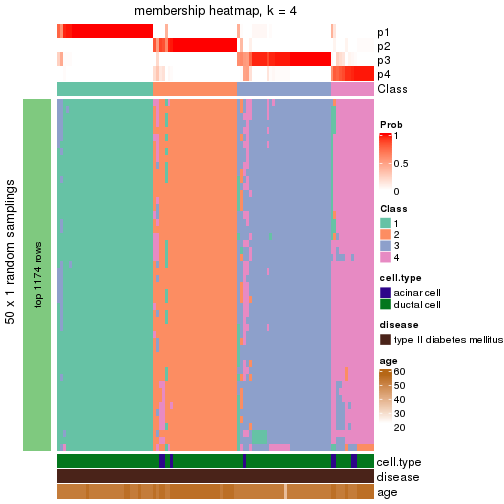 membership heatmap, k = 4
p1
p2
p3
p4
Class
50 x 1 random samplings
top 1174 rows
Prob
1
0.5
0
Class
1
2
3
4
cell.type
acinar cell
ductal cell
disease
type II diabetes mellitus
age
60
50
40
30
20
cell.type
disease
age